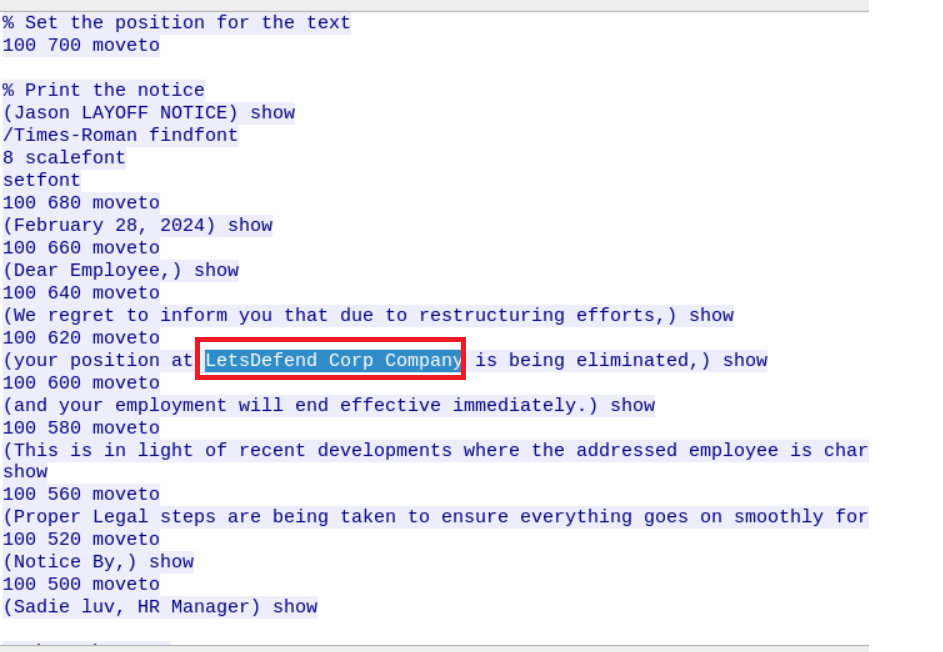 % Set the position for the text
100 700 moveto
% Print the notice
(Jason LAYOFF NOTICE) show
/Times-Roman findfont
8 scalefont
setfont
100 680 moveto
(February 28, 2024) show
100 660 moveto
(Dear Employee,) show
100 640 moveto
(We regret to inform you that due to restructuring efforts,) show
100 620 moveto
(your position at LetsDefend Corp Company is being eliminated,) show
100 600 moveto
(and your employment will end effective immediately.) show
100 580 moveto
(This is in light of recent developments where the addressed employee is char
show
100 560 moveto
(Proper Legal steps are being taken to ensure everything goes on smoothly for
100 520 moveto
(Notice By,) show
100 500 moveto
(Sadie luv, HR Manager) show